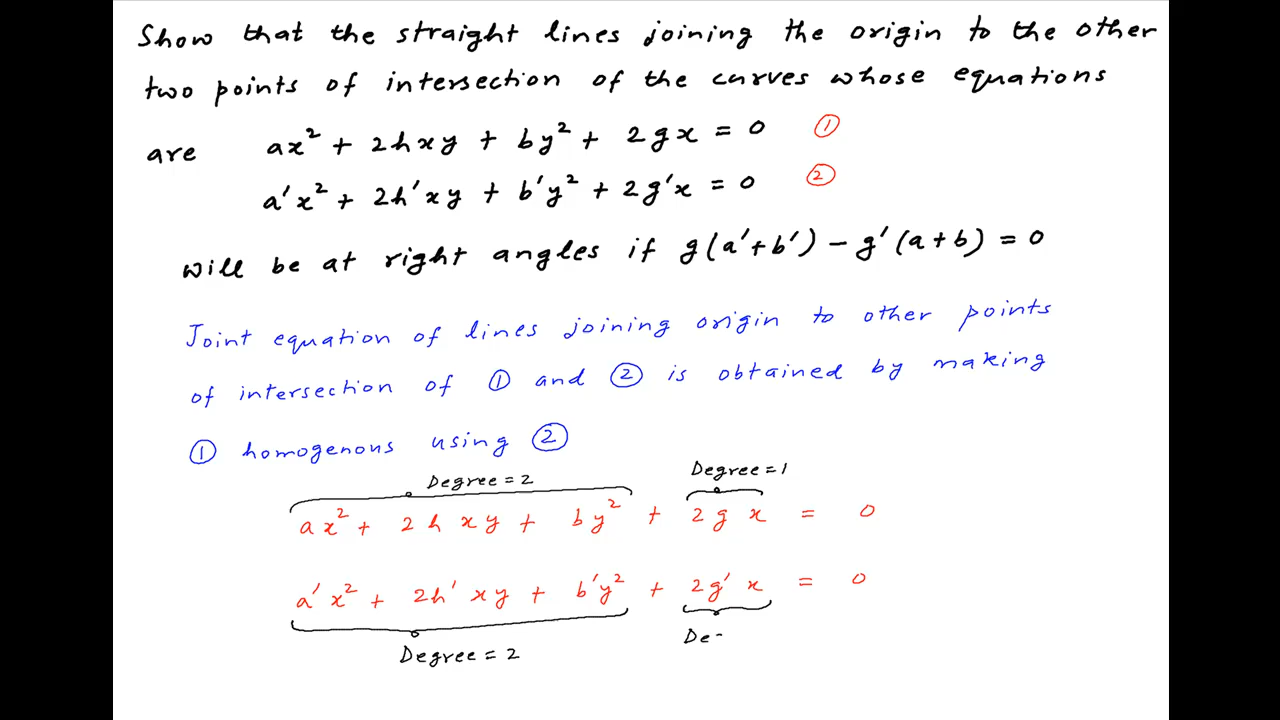 Show that the straight lines joining the origin to the other
two points of intersection of the curves whose equations
are ax² + 2hxy + by² + 2gx = 0 ①
a'x² + 2h'xy + b'y² + 2g'x = 0 ②
will be at right angles if g(a'+b') - g'(a+b) = 0
Joint equation of lines joining origin to other points
of intersection of ① and ② is obtained by making
① homogenous using ②
Degree = 2 Degree = 1
ax² + 2hxy + by² + 2gx = 0
a'x² + 2h'xy + b'y² + 2g'x = 0
De-
Degree = 2